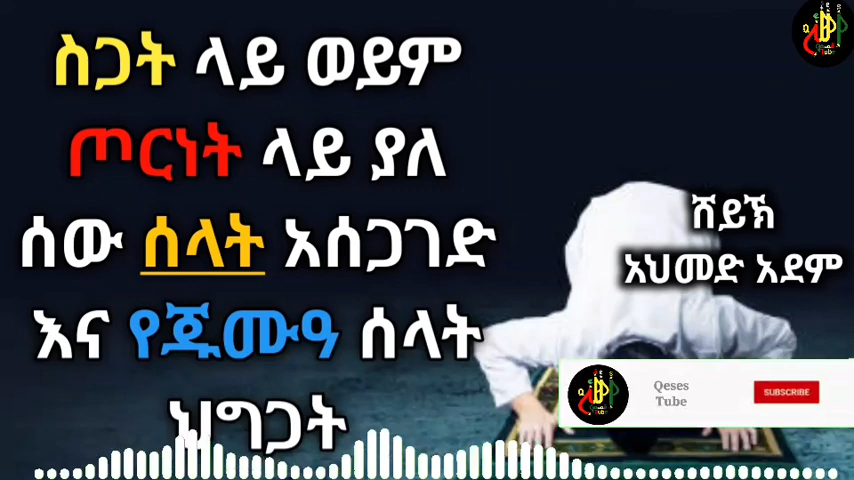 ስጋት ላይ ወይም
ጦርነት ላይ ያለ
ሰው ሰላት አሰጋገድ
እና የጁሙዓ ሰላት
ህግጋት
ሸይኽ
አህመድ አደም
Qeses
Tube
SUBSCRIBE